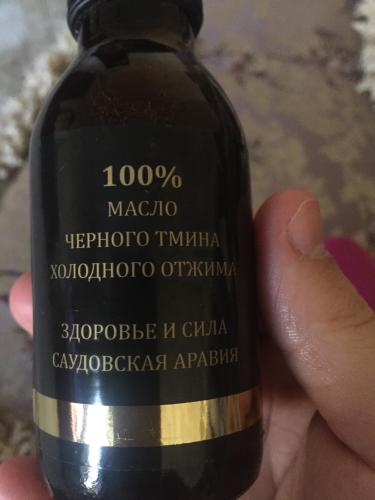 100%
МАСЛО
ЧЕРНОГО ТМИНА
ХОЛОДНОГО ОТЖИМА
ЗДОРОВЬЕ И СИЛА
САУДОВСКАЯ АРАВИЯ